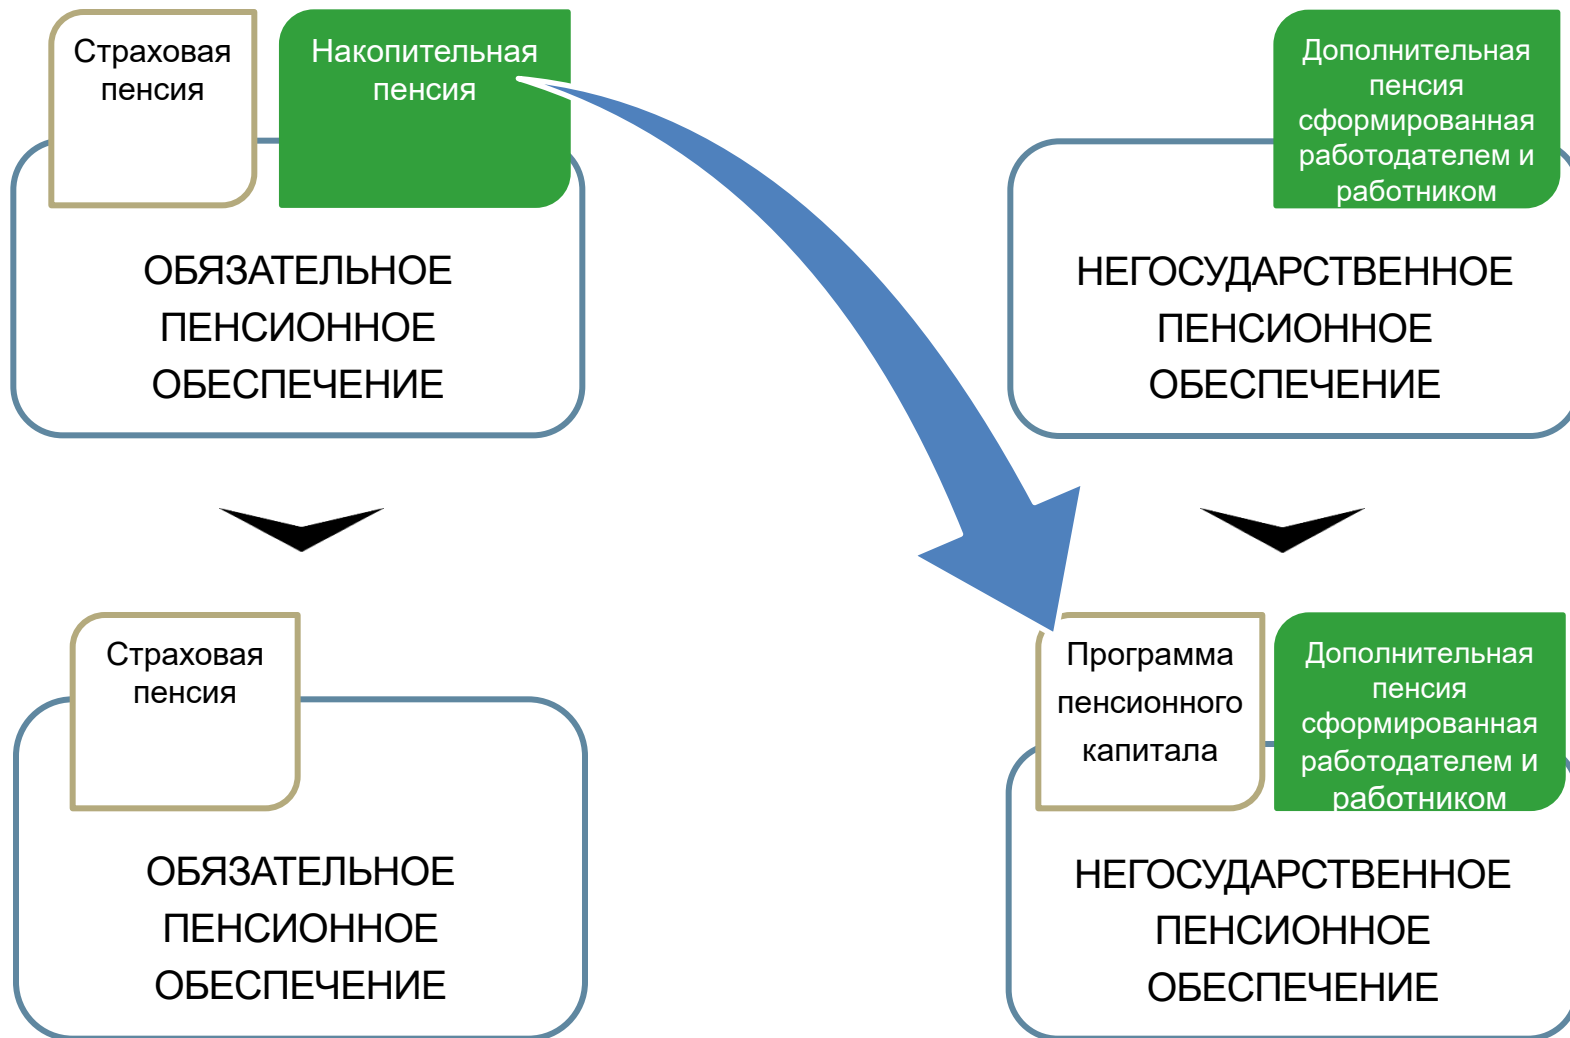 Страховая
пенсия
Накопительная
пенсия
ОБЯЗАТЕЛЬНОЕ
ПЕНСИОННОЕ
ОБЕСПЕЧЕНИЕ
Дополнительная
пенсия
сформированная
работодателем и
работником
НЕГОСУДАРСТВЕННОЕ
ПЕНСИОННОЕ
ОБЕСПЕЧЕНИЕ
Страховая
пенсия
ОБЯЗАТЕЛЬНОЕ
ПЕНСИОННОЕ
ОБЕСПЕЧЕНИЕ
Программа
пенсионного
капитала
Дополнительная
пенсия
сформированная
работодателем и
работником
НЕГОСУДАРСТВЕННОЕ
ПЕНСИОННОЕ
ОБЕСПЕЧЕНИЕ